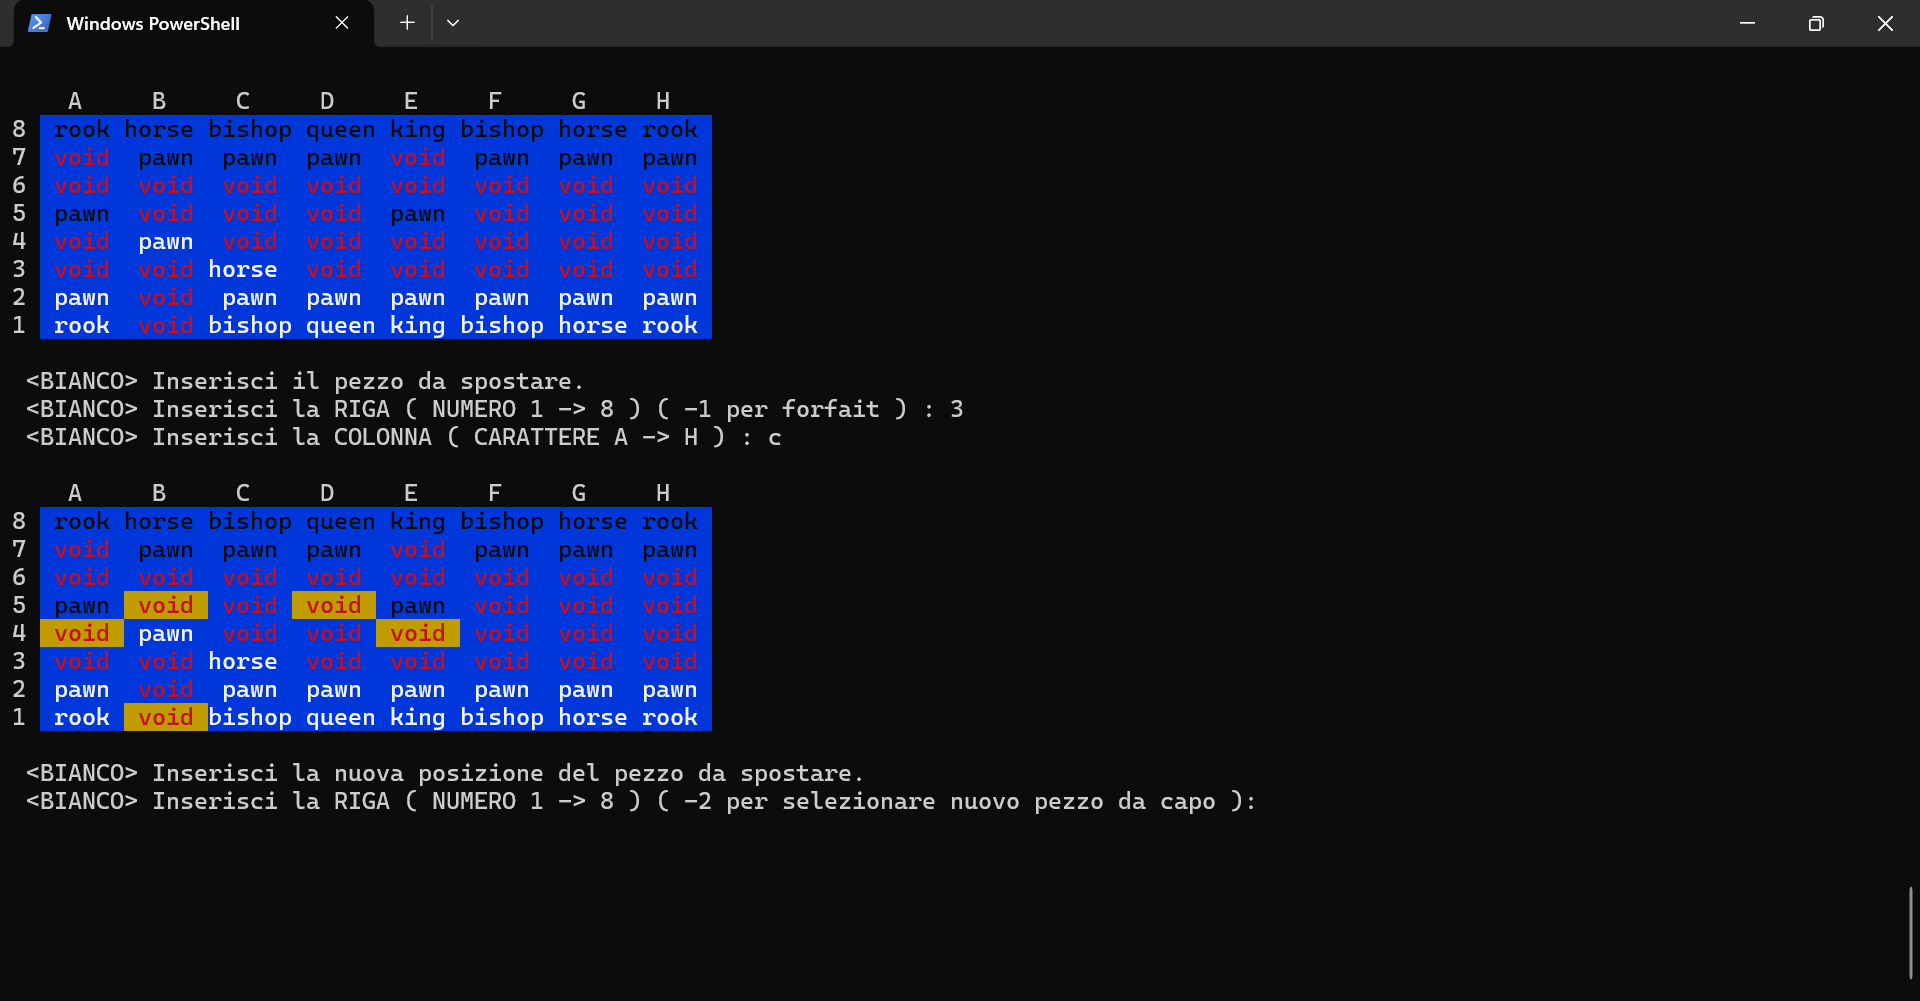 Windows PowerShell
A B C D E F G H
8 rook horse bishop queen king bishop horse rook
7 void pawn pawn pawn void pawn pawn pawn
6 void void void void void void void void
5 pawn void void void pawn void void void
4 void pawn void void void void void void
3 void void horse void void void void void
2 pawn void pawn pawn pawn pawn pawn pawn
1 rook void bishop queen king bishop horse rook
<BIANCO> Inserisci il pezzo da spostare.
<BIANCO> Inserisci la RIGA ( NUMERO 1 -> 8 ) ( -1 per forfait ) : 3
<BIANCO> Inserisci la COLONNA ( CARATTERE A -> H ) : c
A B C D E F G H
8 rook horse bishop queen king bishop horse rook
7 void pawn pawn pawn void pawn pawn pawn
6 void void void void void void void void
5 pawn void void void pawn void void void
4 void pawn void void void void void void
3 void void horse void void void void void
2 pawn void pawn pawn pawn pawn pawn pawn
1 rook void bishop queen king bishop horse rook
<BIANCO> Inserisci la nuova posizione del pezzo da spostare.
<BIANCO> Inserisci la RIGA ( NUMERO 1 -> 8 ) ( -2 per selezionare nuovo pezzo da capo ):